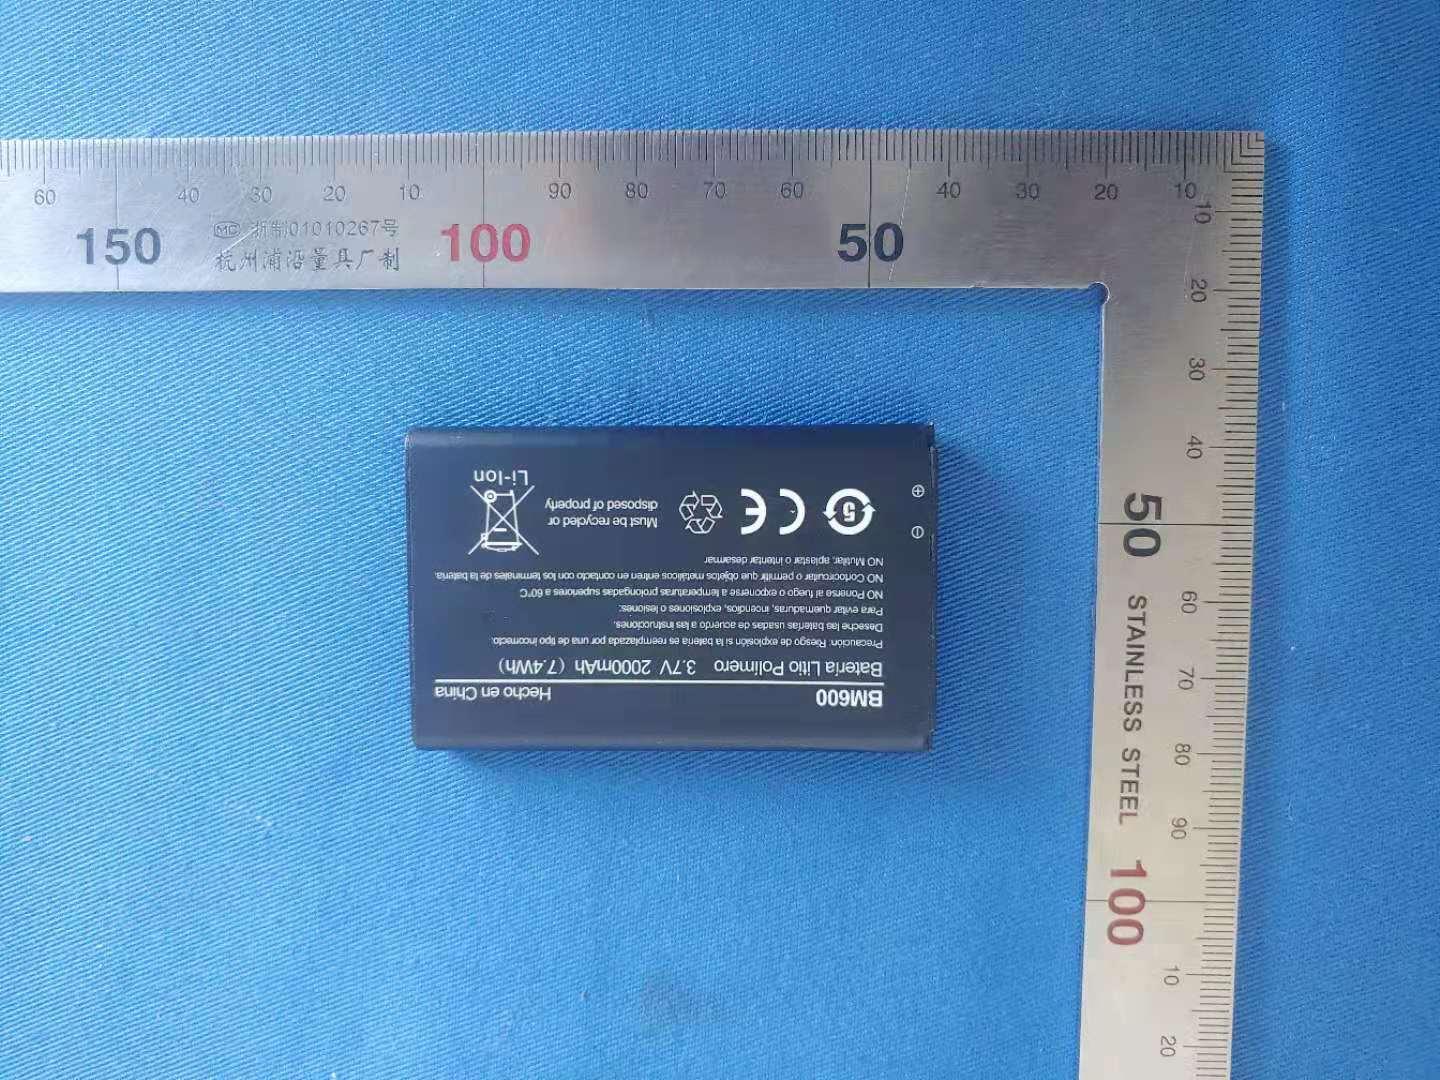 60 40 30 20 10 90 80 70 60 40 30 20 10
150 100 50
MC 浙制01010267号
杭州浦沿量具厂制
10
20
30
40
50
60
70
80
90
100
10
20
STAINLESS STEEL
BM600 Hecho en China
Batería Litio Polímero 3.7V 2000mAh (7.4Wh)
Precaución: Riesgo de explosión si la batería es reemplazada por una de tipo incorrecto.
Deseche las baterías usadas de acuerdo a las instrucciones.
Para evitar quemaduras, incendios, explosiones o lesiones:
NO Ponerse al fuego o exponerse a temperaturas prolongadas superiores a 60°C
NO Cortocircuitar o permitir que objetos metálicos entren en contacto con los terminales de la batería.
NO Mutilar, aplastar o intentar desarmar
5 CE
Must be recycled or
disposed of properly
Li-Ion